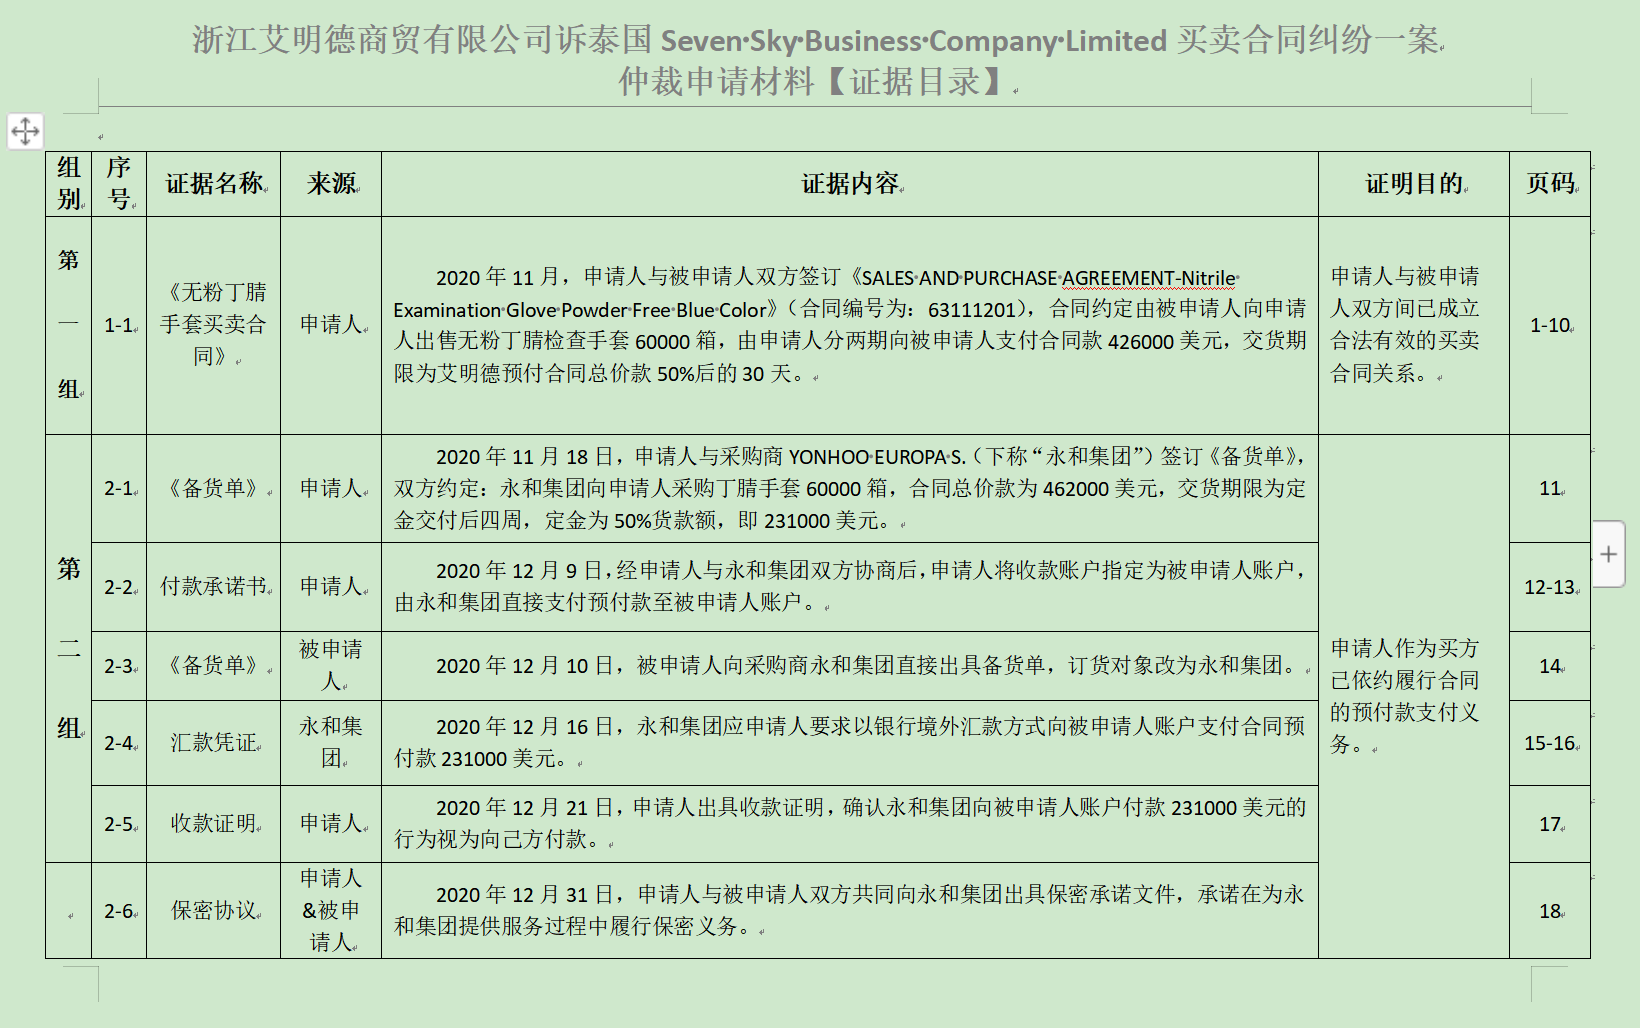 浙江艾明德商贸有限公司诉泰国 Seven Sky Business Company Limited 买卖合同纠纷一案
仲裁申请材料【证据目录】
组别
序号
证据名称
来源
证据内容
证明目的
页码
第
一
组
1-1
《无粉丁腈
手套买卖合
同》
申请人
2020 年 11 月，申请人与被申请人双方签订《SALES AND PURCHASE AGREEMENT-Nitrile
Examination Glove Powder Free Blue Color》（合同编号为：63111201），合同约定由被申请人向申请
人出售无粉丁腈检查手套 60000 箱，由申请人分两期向被申请人支付合同款 426000 美元，交货期
限为艾明德预付合同总价款 50%后的 30 天。
申请人与被申请
人双方间已成立
合法有效的买卖
合同关系。
1-10
第
二
组
2-1
《备货单》
申请人
2020 年 11 月 18 日，申请人与采购商 YONHOO EUROPA S.（下称“永和集团”）签订《备货单》，
双方约定：永和集团向申请人采购丁腈手套 60000 箱，合同总价款为 462000 美元，交货期限为定
金交付后四周，定金为 50%货款额，即 231000 美元。
申请人作为买方
已依约履行合同
的预付款支付义
务。
11
2-2
付款承诺书
申请人
2020 年 12 月 9 日，经申请人与永和集团双方协商后，申请人将收款账户指定为被申请人账户，
由永和集团直接支付预付款至被申请人账户。
12-13
2-3
《备货单》
被申请
人
2020 年 12 月 10 日，被申请人向采购商永和集团直接出具备货单，订货对象改为永和集团。
14
2-4
汇款凭证
永和集
团
2020 年 12 月 16 日，永和集团应申请人要求以银行境外汇款方式向被申请人账户支付合同预
付款 231000 美元。
15-16
2-5
收款证明
申请人
2020 年 12 月 21 日，申请人出具收款证明，确认永和集团向被申请人账户付款 231000 美元的
行为视为向己方付款。
17
2-6
保密协议
申请人
&被申
请人
2020 年 12 月 31 日，申请人与被申请人双方共同向永和集团出具保密承诺文件，承诺在为永
和集团提供服务过程中履行保密义务。
18